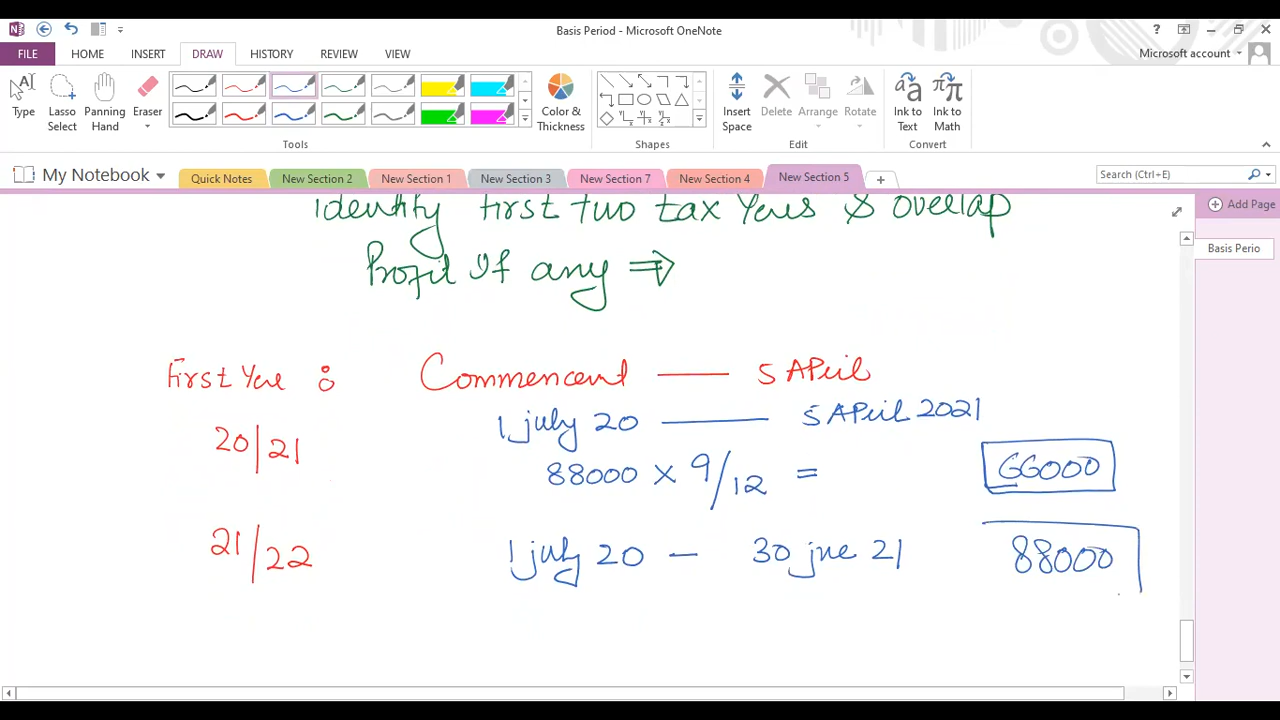 Basis Period - Microsoft OneNote
FILE HOME INSERT DRAW HISTORY REVIEW VIEW
Microsoft account
Type
Lasso Select
Panning Hand
Eraser
Color & Thickness
Insert Space
Delete
Arrange
Rotate
Ink to Text
Ink to Math
Tools
Shapes
Edit
Convert
My Notebook
Quick Notes New Section 2 New Section 1 New Section 3 New Section 7 New Section 4 New Section 5
Search (Ctrl+E)
Add Page
Basis Perio
Identify first two tax Yers & overlap
Profit If any ⇒
First Yere : Commencent — 5 APril
20/21 1 july 20 — 5 APril 2021
88000 × 9/12 = 66000
21/22 1 july 20 – 30 jne 21 88000